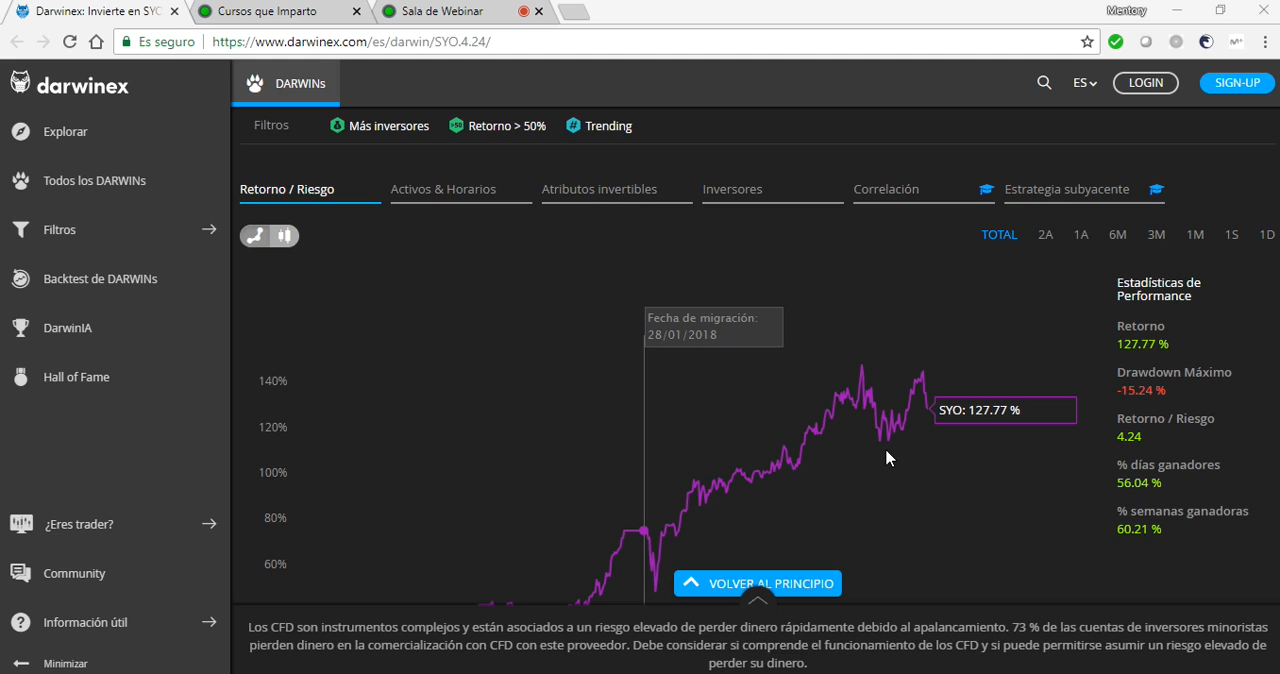 Darwinex: Invierte en SYO
Cursos que Imparto
Sala de Webinar
Mentory
Es seguro
https://www.darwinex.com/es/darwin/SYO.4.24/
darwinex
DARWINs
ES
LOGIN
SIGN-UP
Explorar
Todos los DARWINs
Filtros
Backtest de DARWINs
DarwinIA
Hall of Fame
¿Eres trader?
Community
Información útil
Minimizar
Filtros
Más inversores
>50
Retorno > 50%
#
Trending
Retorno / Riesgo
Activos & Horarios
Atributos invertibles
Inversores
Correlación
Estrategia subyacente
TOTAL
2A
1A
6M
3M
1M
1S
1D
Fecha de migración:
28/01/2018
140%
120%
100%
80%
60%
SYO: 127.77 %
Estadísticas de
Performance
Retorno
127.77 %
Drawdown Máximo
-15.24 %
Retorno / Riesgo
4.24
% días ganadores
56.04 %
% semanas ganadoras
60.21 %
VOLVER AL PRINCIPIO
Los CFD son instrumentos complejos y están asociados a un riesgo elevado de perder dinero rápidamente debido al apalancamiento. 73 % de las cuentas de inversores minoristas
pierden dinero en la comercialización con CFD con este proveedor. Debe considerar si comprende el funcionamiento de los CFD y si puede permitirse asumir un riesgo elevado de
perder su dinero.